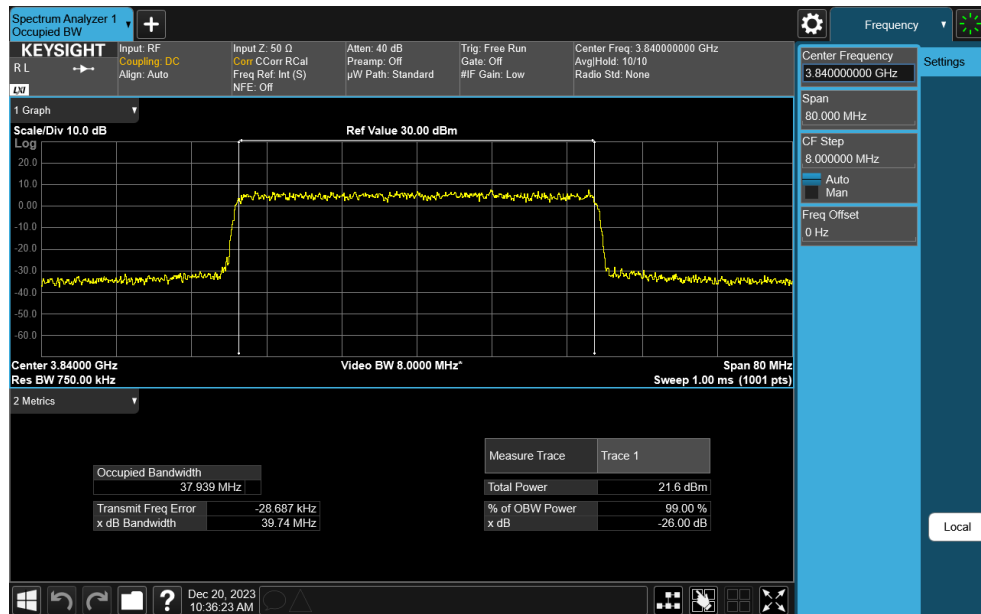 Spectrum Analyzer 1
Occupied BW
+
Frequency
KEYSIGHT
R L
LXI
Input: RF
Coupling: DC
Align: Auto
Input Z: 50 Ω
Corr CCorr RCal
Freq Ref: Int (S)
NFE: Off
Atten: 40 dB
Preamp: Off
µW Path: Standard
Trig: Free Run
Gate: Off
#IF Gain: Low
Center Freq: 3.840000000 GHz
Avg|Hold: 10/10
Radio Std: None
Center Frequency
3.840000000 GHz
Settings
Span
80.000 MHz
CF Step
8.000000 MHz
Auto
Man
Freq Offset
0 Hz
Local
1 Graph
Scale/Div 10.0 dB
Ref Value 30.00 dBm
Log
20.0
10.0
0.00
-10.0
-20.0
-30.0
-40.0
-50.0
-60.0
Center 3.84000 GHz
Video BW 8.0000 MHz*
Span 80 MHz
Res BW 750.00 kHz
Sweep 1.00 ms (1001 pts)
2 Metrics
Occupied Bandwidth
37.939 MHz
Transmit Freq Error -28.687 kHz
x dB Bandwidth 39.74 MHz
Measure Trace Trace 1
Total Power 21.6 dBm
% of OBW Power 99.00 %
x dB -26.00 dB
?
Dec 20, 2023
10:36:23 AM